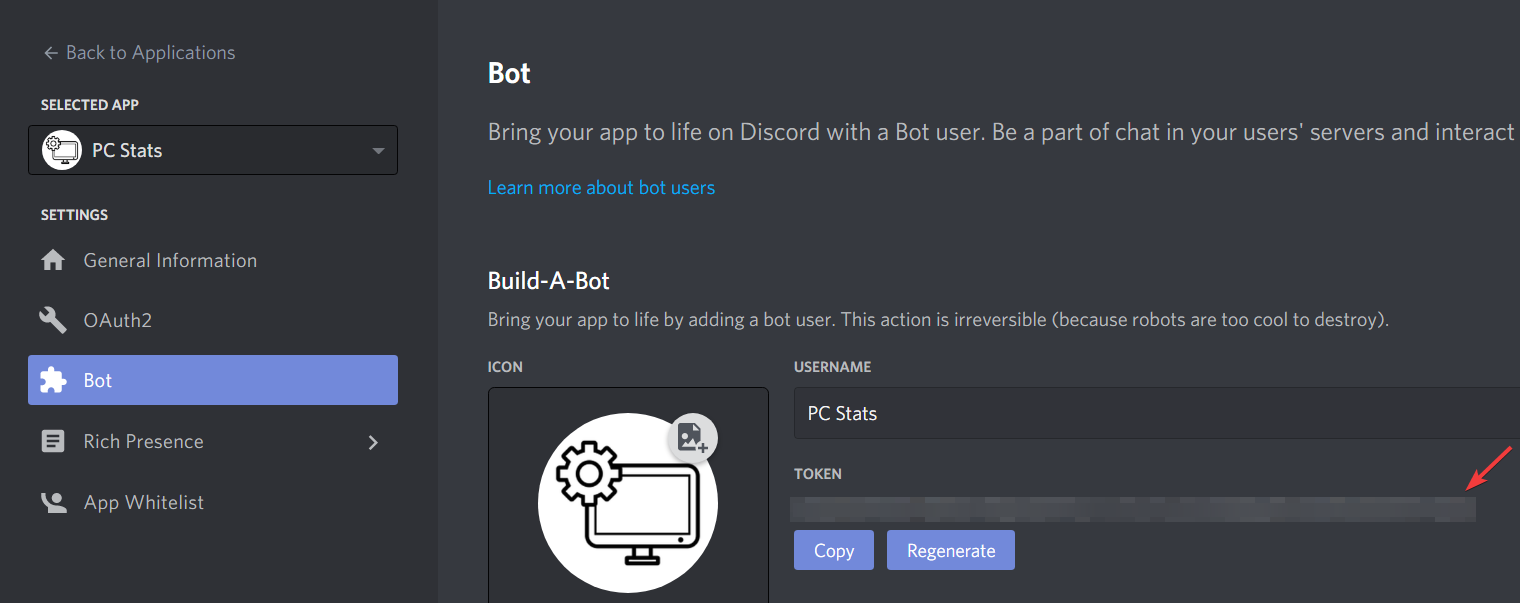 ← Back to Applications
SELECTED APP
PC Stats
SETTINGS
General Information
OAuth2
Bot
Rich Presence
App Whitelist
Bot
Bring your app to life on Discord with a Bot user. Be a part of chat in your users' servers and interact
Learn more about bot users
Build-A-Bot
Bring your app to life by adding a bot user. This action is irreversible (because robots are too cool to destroy).
ICON
USERNAME
PC Stats
TOKEN
Copy
Regenerate